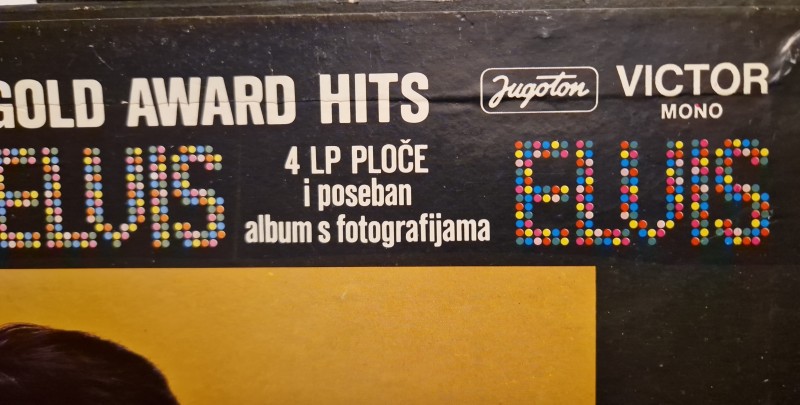 GOLD AWARD HITS
Jugoton
VICTOR
MONO
ELVIS
4 LP PLOČE
i poseban
album s fotografijama
ELVIS